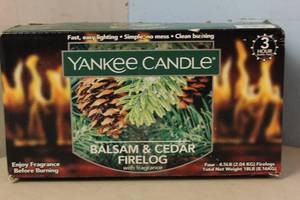 Fast, easy lighting • Simple, no mess • Clean burning
3
HOUR
YANKEE CANDLE
BALSAM & CEDAR
FIRELOG
with fragrance
Enjoy Fragrance
Before Burning
Four - 4.5LB (2.04 KG) Firelogs
Total Net Weight 18LB (8.16KG)